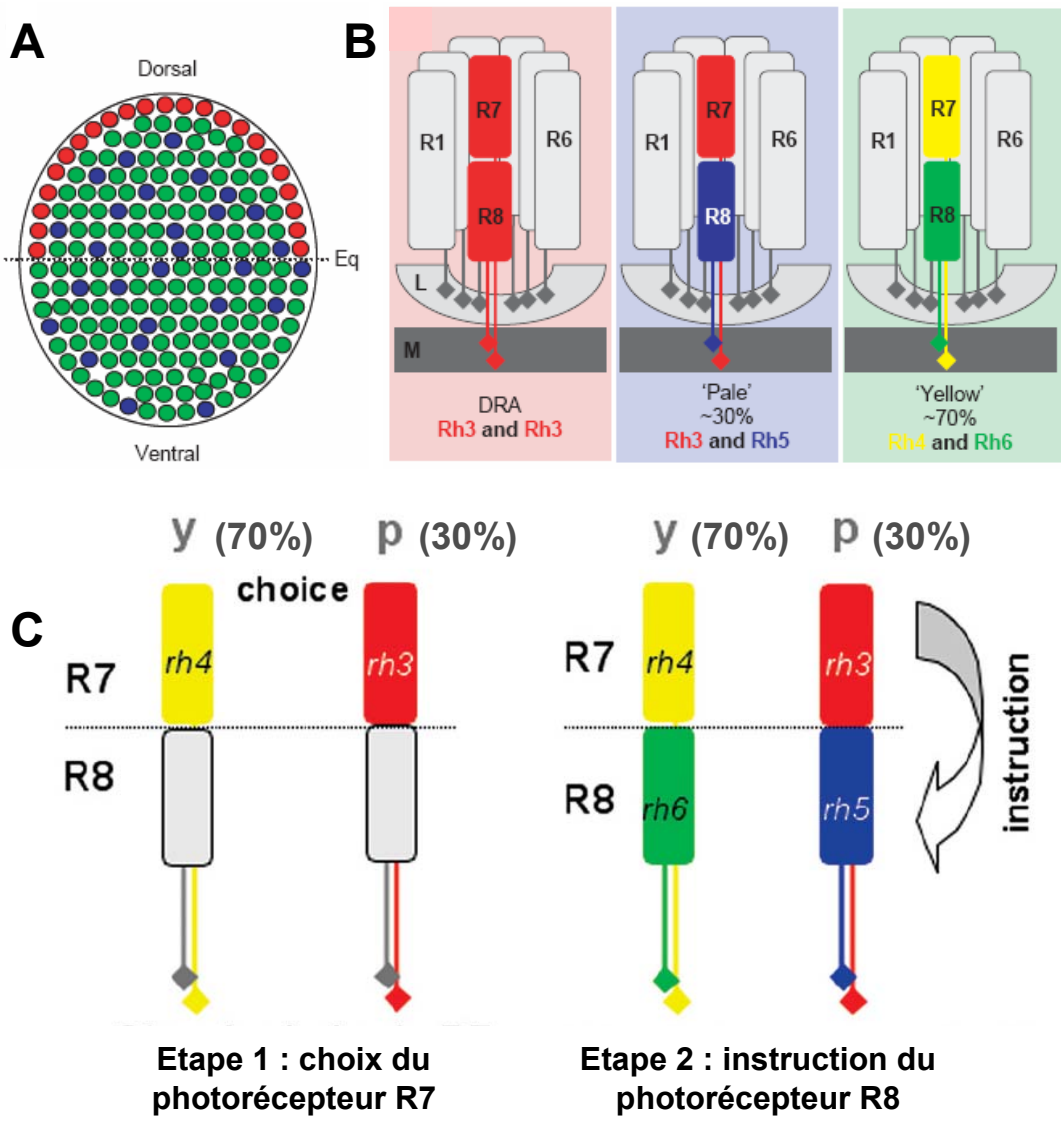 A
Dorsal
Eq
Ventral
B
R1
R7
R8
R6
L
M
DRA
Rh3 and Rh3
R1
R7
R8
R6
'Pale'
~30%
Rh3 and Rh5
R1
R7
R8
R6
'Yellow'
~70%
Rh4 and Rh6
C
y (70%)
p (30%)
choice
R7
rh4
rh3
R8
Etape 1 : choix du
photorécepteur R7
y (70%)
p (30%)
R7
rh4
rh3
R8
rh6
rh5
instruction
Etape 2 : instruction du
photorécepteur R8